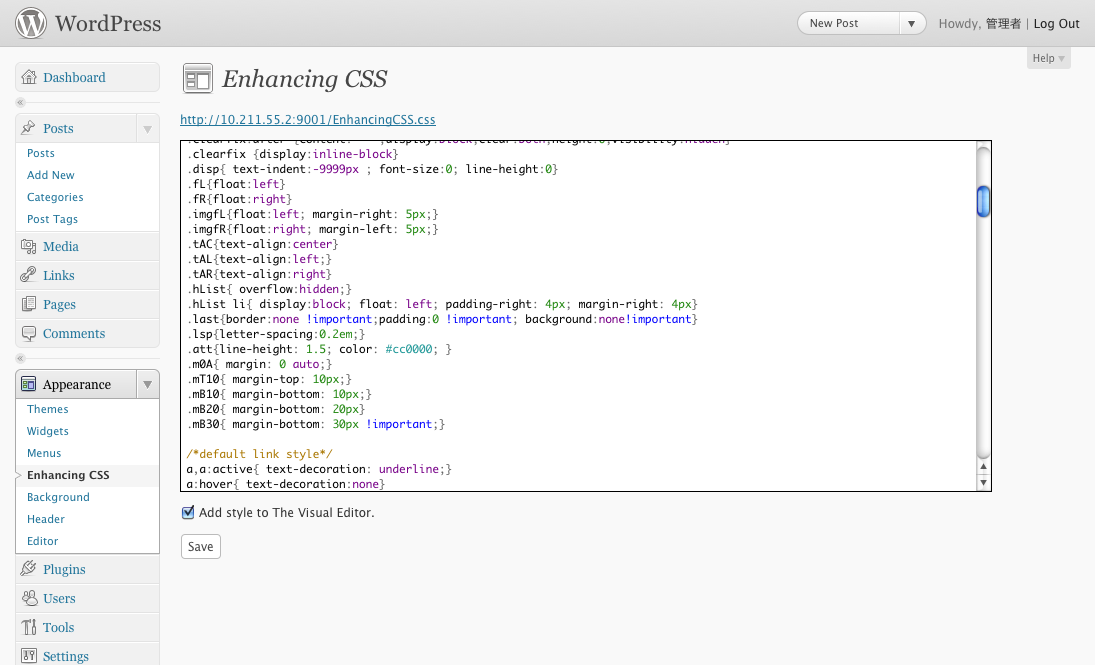 WordPress
New Post
Howdy, 管理者 | Log Out
Help
Dashboard
Posts
Posts
Add New
Categories
Post Tags
Media
Links
Pages
Comments
Appearance
Themes
Widgets
Menus
Enhancing CSS
Background
Header
Editor
Plugins
Users
Tools
Settings
Enhancing CSS
http://10.211.55.2:9001/EnhancingCSS.css
.clearfix {display:inline-block}
.disp{ text-indent:-9999px ; font-size:0; line-height:0}
.fL{float:left}
.fR{float:right}
.imgfL{float:left; margin-right: 5px;}
.imgfR{float:right; margin-left: 5px;}
.tAC{text-align:center}
.tAL{text-align:left;}
.tAR{text-align:right}
.hList{ overflow:hidden;}
.hList li{ display:block; float: left; padding-right: 4px; margin-right: 4px}
.last{border:none !important;padding:0 !important; background:none!important}
.lsp{letter-spacing:0.2em;}
.att{line-height: 1.5; color: #cc0000; }
.m0A{ margin: 0 auto;}
.mT10{ margin-top: 10px;}
.mB10{ margin-bottom: 10px;}
.mB20{ margin-bottom: 20px}
.mB30{ margin-bottom: 30px !important;}
/*default link style*/
a,a:active{ text-decoration: underline;}
a:hover{ text-decoration:none}
Add style to The Visual Editor.
Save